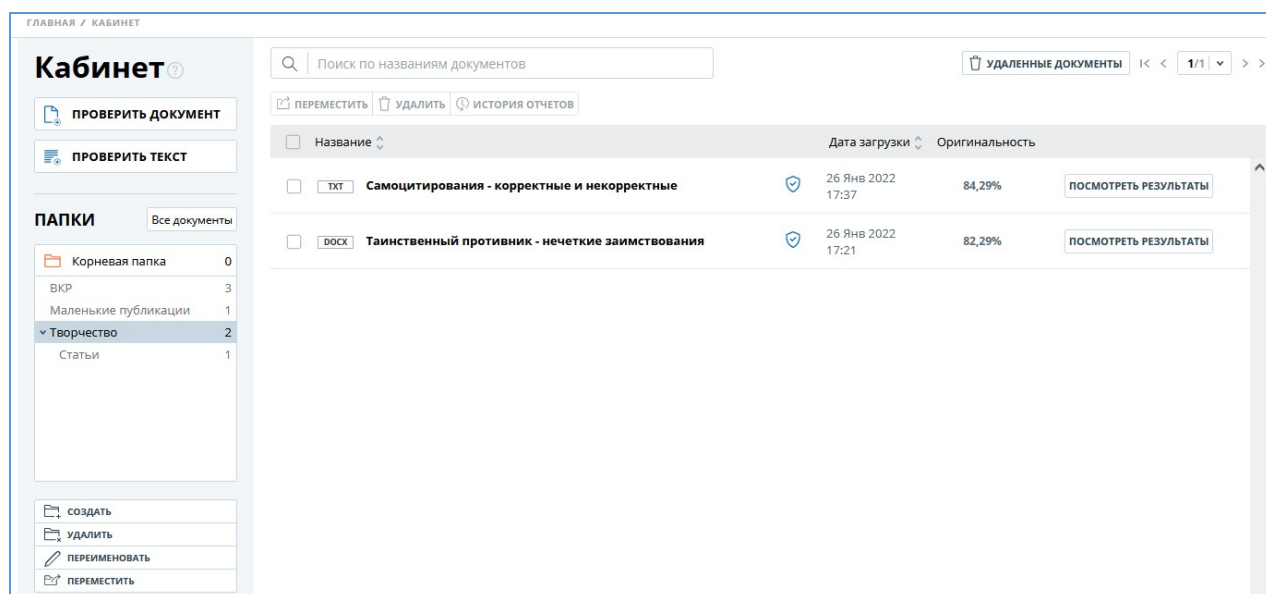 ГЛАВНАЯ / КАБИНЕТ
Кабинет
ПРОВЕРИТЬ ДОКУМЕНТ
ПРОВЕРИТЬ ТЕКСТ
ПАПКИ
Все документы
Корневая папка 0
ВКР 3
Маленькие публикации 1
Творчество 2
Статьи 1
СОЗДАТЬ
УДАЛИТЬ
ПЕРЕИМЕНОВАТЬ
ПЕРЕМЕСТИТЬ
Поиск по названиям документов
УДАЛЕННЫЕ ДОКУМЕНТЫ
1/1
ПЕРЕМЕСТИТЬ УДАЛИТЬ ИСТОРИЯ ОТЧЕТОВ
Название Дата загрузки Оригинальность
TXT Самоцитирования - корректные и некорректные 26 Янв 2022 84,29% ПОСМОТРЕТЬ РЕЗУЛЬТАТЫ
17:37
DOCX Таинственный противник - нечеткие заимствования 26 Янв 2022 82,29% ПОСМОТРЕТЬ РЕЗУЛЬТАТЫ
17:21